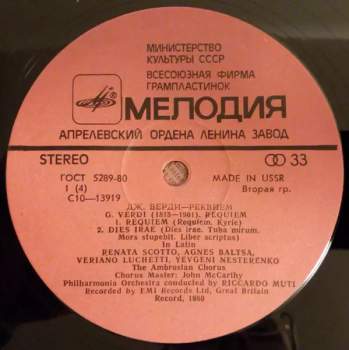 МИНИСТЕРСТВО
КУЛЬТУРЫ СССР
ВСЕСОЮЗНАЯ ФИРМА
ГРАМПЛАСТИНОК
МЕЛОДИЯ
АПРЕЛЕВСКИЙ ОРДЕНА ЛЕНИНА ЗАВОД
STEREO
33
ГОСТ 5289-80
MADE IN USSR
1 (4)
Вторая гр.
С10—13919
ДЖ. ВЕРДИ—РЕКВИЕМ
G. VERDI (1813—1901). REQUIEM
1. REQUIEM (Requiem, Kyrie)
2. DIES IRAE (Dies irae. Tuba mirum.
Mors stupebit. Liber scriptus)
In Latin
RENATA SCOTTO, AGNES BALTSA,
VERIANO LUCHETTI, YEVGENI NESTERENKO
The Ambrosian Chorus
Chorus Master: John McCarthy
Philharmonia Orchestra conducted by RICCARDO MUTI
Recorded by EMI Records Ltd, Great Britain
Record, 1980